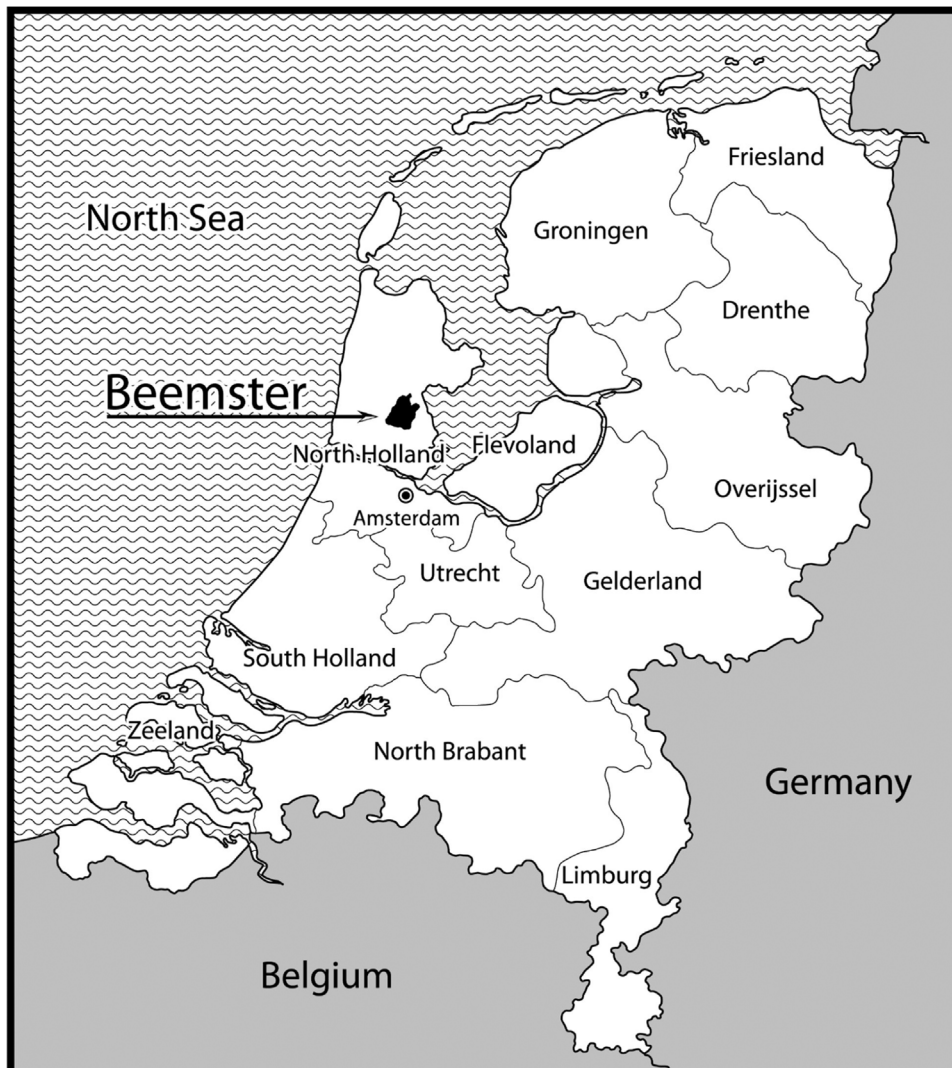 Friesland
North Sea
Groningen
Drenthe
Beemster
North Holland
Flevoland
Overijssel
Amsterdam
Utrecht
Gelderland
South Holland
Zeeland
North Brabant
Germany
Limburg
Belgium